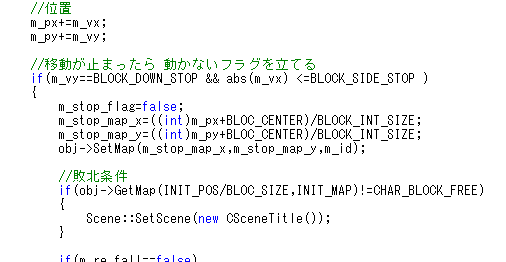 //位置
m_px+=m_vx;
m_py+=m_vy;
//移動が止まったら 動かないフラグを立てる
if(m_vy==BLOCK_DOWN_STOP && abs(m_vx) <=BLOCK_SIDE_STOP )
{
m_stop_flag=false;
m_stop_map_x=((int)m_px+BLOC_CENTER)/BLOCK_INT_SIZE;
m_stop_map_y=((int)m_py+BLOC_CENTER)/BLOCK_INT_SIZE;
obj->SetMap(m_stop_map_x,m_stop_map_y,m_id);
//敗北条件
if(obj->GetMap(INIT_POS/BLOC_SIZE,INIT_MAP)!=CHAR_BLOCK_FREE)
{
Scene::SetScene(new CSceneTitle());
}
if(m_re_fall==false)